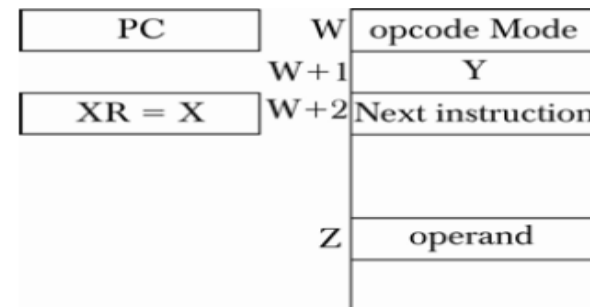 PC W opcode Mode
W+1 Y
XR = X W+2 Next instruction
Z operand